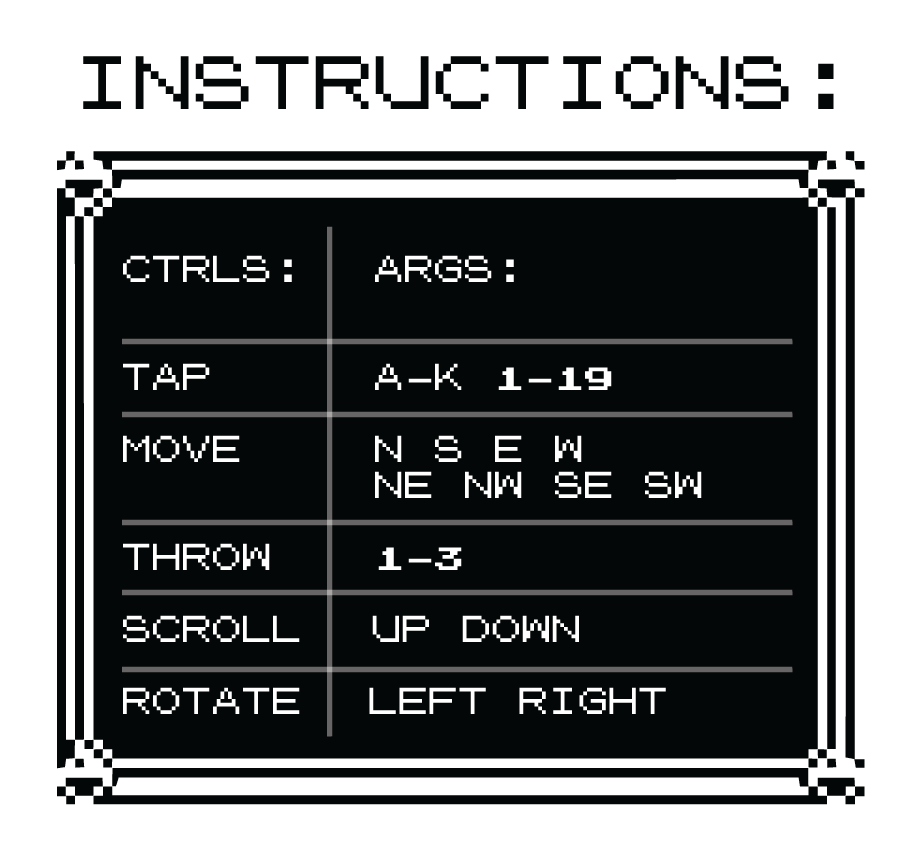 INSTRUCTIONS:
CTRLS: ARGS:
TAP A-K 1-19
MOVE N S E W
NE NW SE SW
THROW 1-3
SCROLL UP DOWN
ROTATE LEFT RIGHT